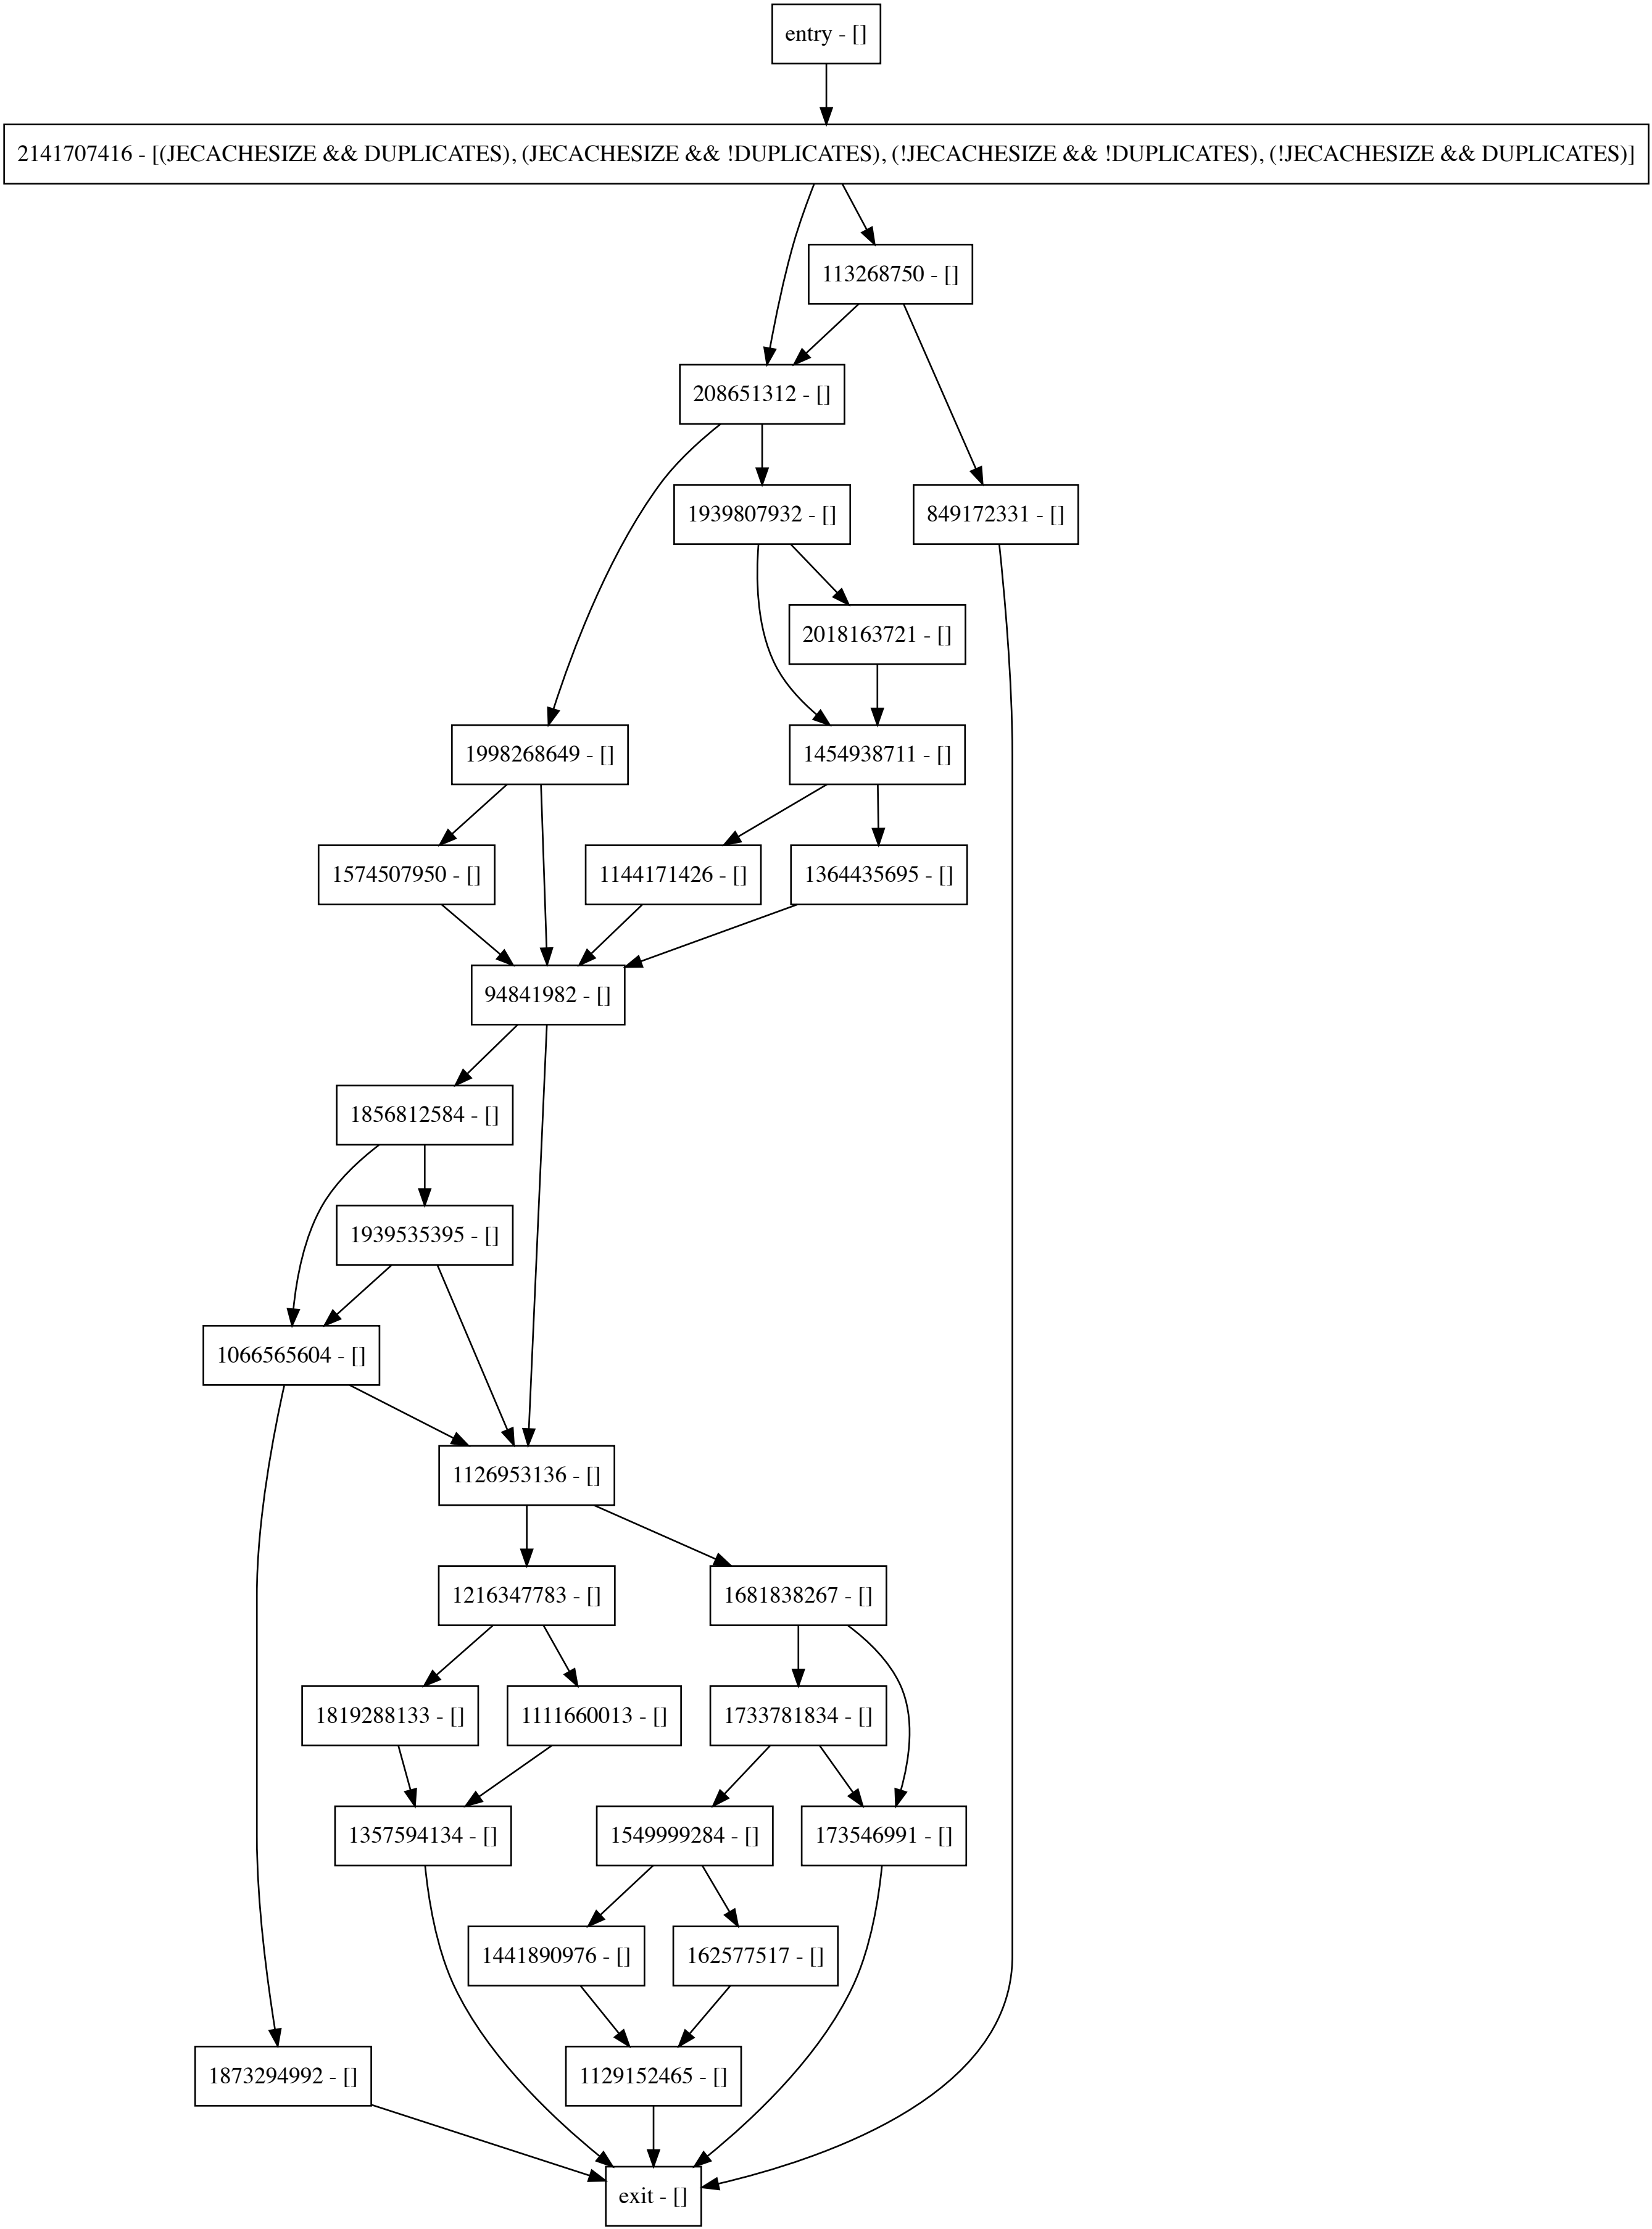 entry - []
2141707416 - [(JECACHESIZE && DUPLICATES), (JECACHESIZE && !DUPLICATES), (!JECACHESIZE && !DUPLICATES), (!JECACHESIZE && DUPLICATES)]
113268750 - []
208651312 - []
1939807932 - []
849172331 - []
2018163721 - []
1998268649 - []
1454938711 - []
1574507950 - []
1144171426 - []
1364435695 - []
94841982 - []
1856812584 - []
1939535395 - []
1066565604 - []
1126953136 - []
1216347783 - []
1681838267 - []
1819288133 - []
1111660013 - []
1733781834 - []
1357594134 - []
1549999284 - []
173546991 - []
1441890976 - []
162577517 - []
1873294992 - []
1129152465 - []
exit - []